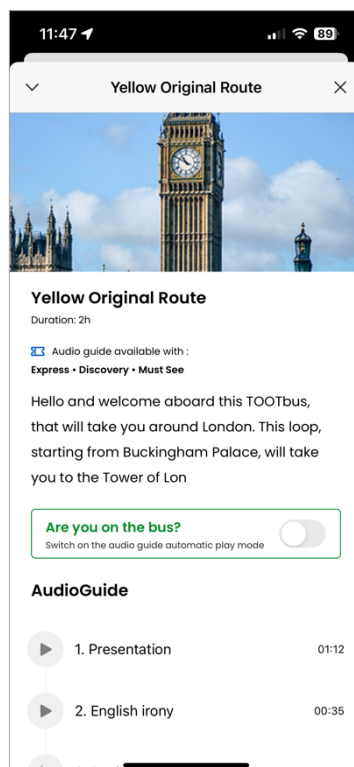 11:47
89
Yellow Original Route
Yellow Original Route
Duration: 2h
Audio guide available with :
Express • Discovery • Must See
Hello and welcome aboard this TOOTbus,
that will take you around London. This loop,
starting from Buckingham Palace, will take
you to the Tower of Lon
Are you on the bus?
Switch on the audio guide automatic play mode
AudioGuide
1. Presentation
01:12
2. English irony
00:35